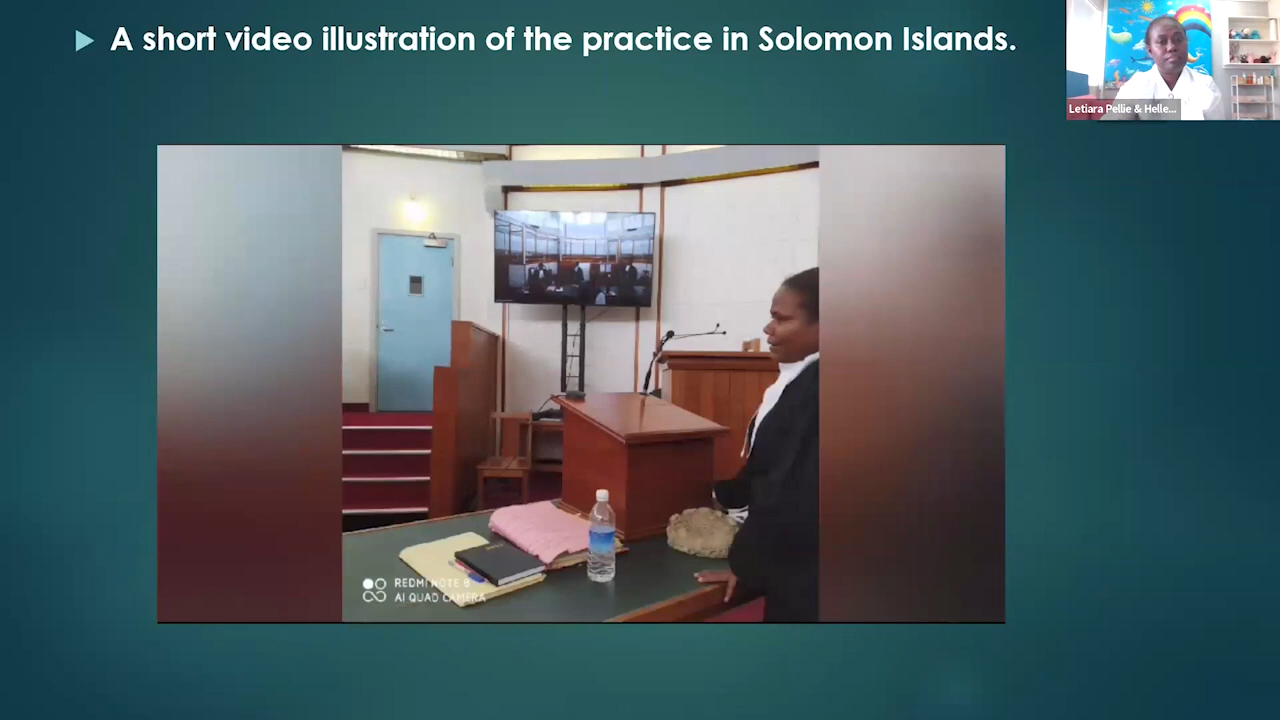 A short video illustration of the practice in Solomon Islands.
Letiara Pellie & Helle...
REDMI NOTE 8
AI QUAD CAMERA